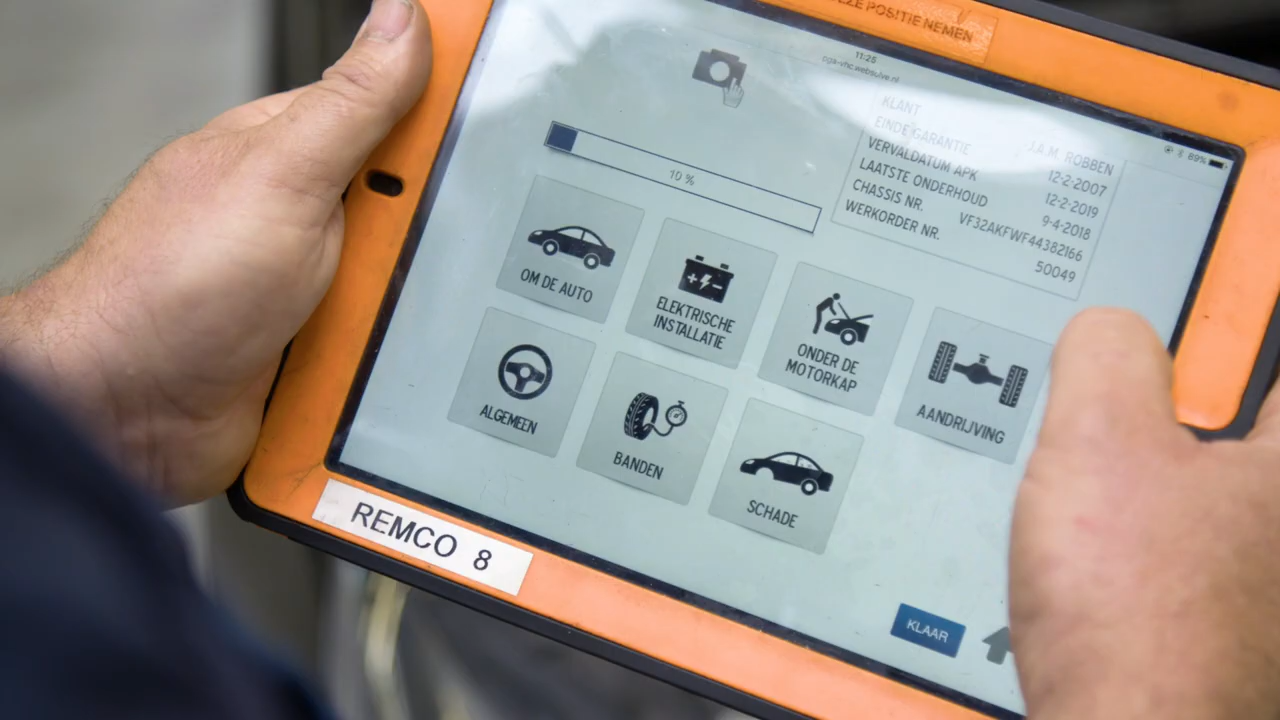 DEZE POSITIE NEMEN
11:25
89%
KLANT J.A.M. ROBBEN
EINDE GARANTIE 12-2-2007
VERVALDATUM APK 12-2-2019
LAATSTE ONDERHOUD 9-4-2018
CHASSIS NR. VF32AKFWF44382166
WERKORDER NR. 50049
10 %
OM DE AUTO
ELEKTRISCHE
INSTALLATIE
ONDER DE
MOTORKAP
AANDRIJVING
ALGEMEEN
BANDEN
SCHADE
KLAAR
REMCO 8